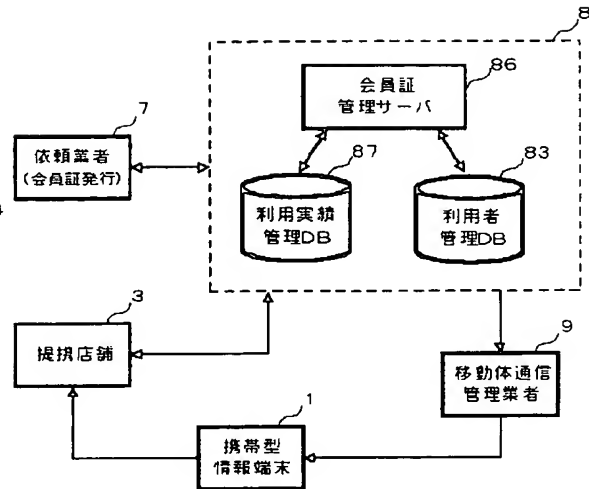 8
86
会員証
管理サーバ
7
依頼業者
(会員証発行)
87
83
利用実績
管理DB
利用者
管理DB
3
提携店舗
9
移動体通信
管理業者
1
携帯型
情報端末